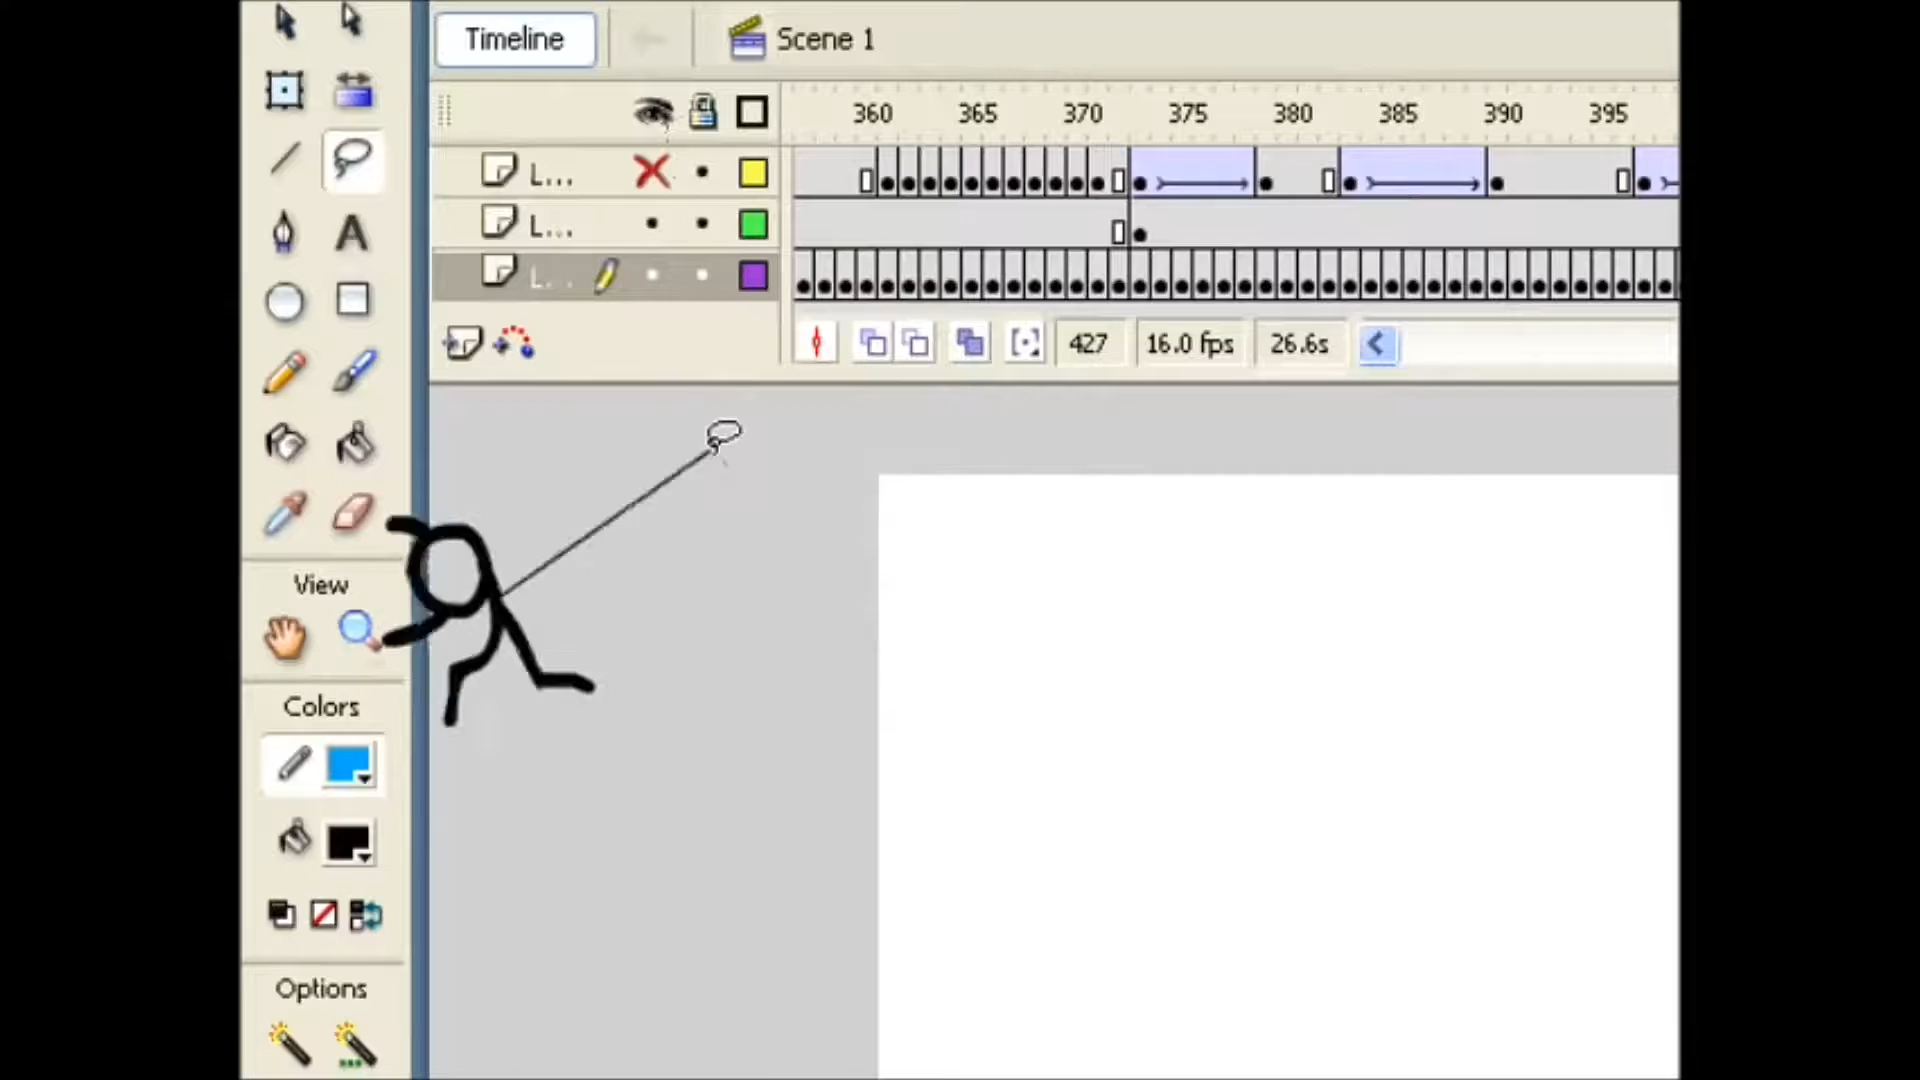 Timeline
Scene 1
360 365 370 375 380 385 390 395
L...
L...
L...
427 16.0 fps 26.6s
A
View
Colors
Options